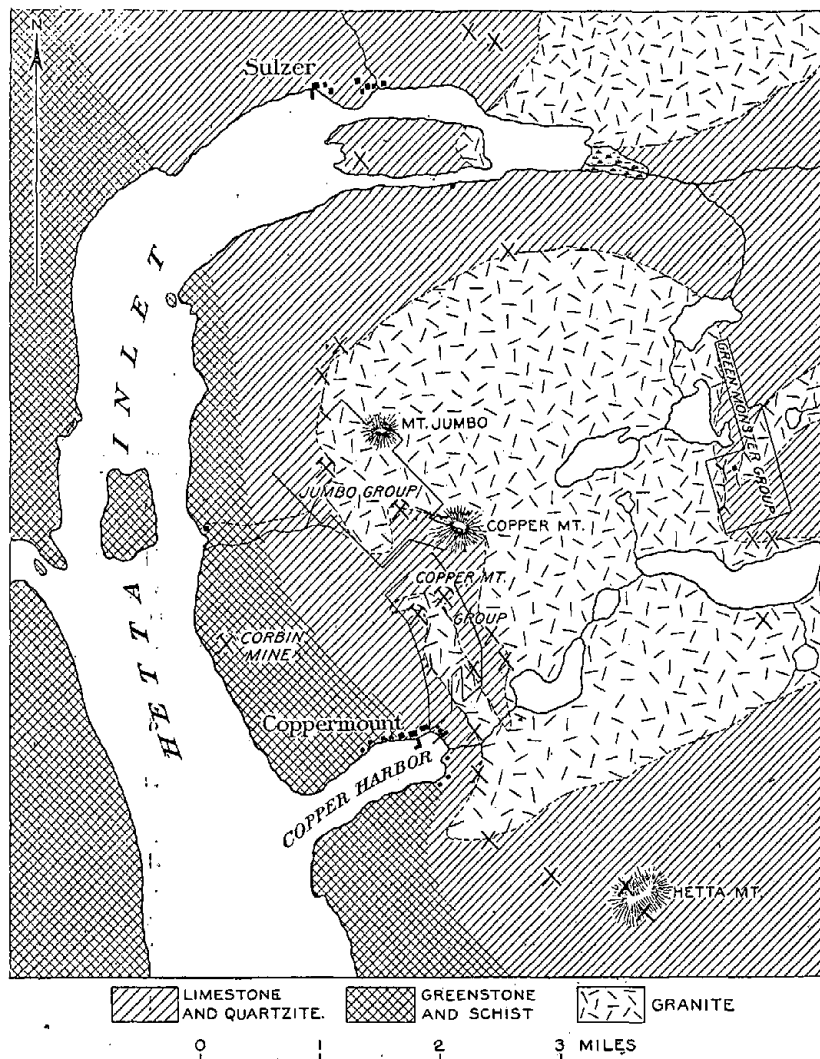 N
Sulzer
HETTA INLET
MT. JUMBO
GREEN MONSTER GROUP
JUMBO GROUP
COPPER MT.
COPPER MT.
GROUP
CORBIN
MINE
Coppermount
COPPER HARBOR
HETTA MT.
LIMESTONE
AND QUARTZITE.
GREENSTONE
AND SCHIST
GRANITE
0 1 2 3 MILES